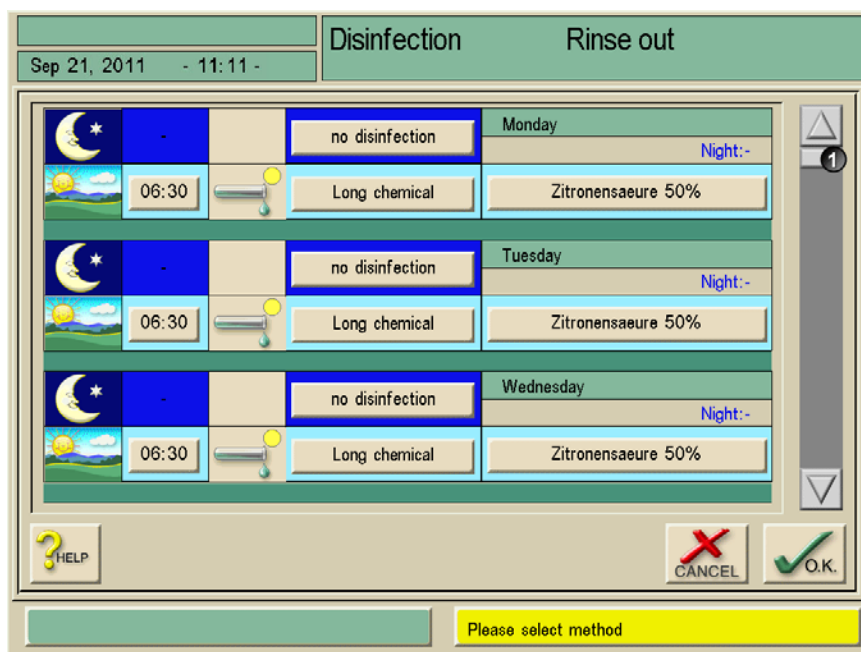 Disinfection Rinse out
Sep 21, 2011 - 11:11 -
- no disinfection Monday
Night:-
06:30 Long chemical Zitronensaeure 50%
- no disinfection Tuesday
Night:-
06:30 Long chemical Zitronensaeure 50%
- no disinfection Wednesday
Night:-
06:30 Long chemical Zitronensaeure 50%
1
? HELP
CANCEL
O.K.
Please select method